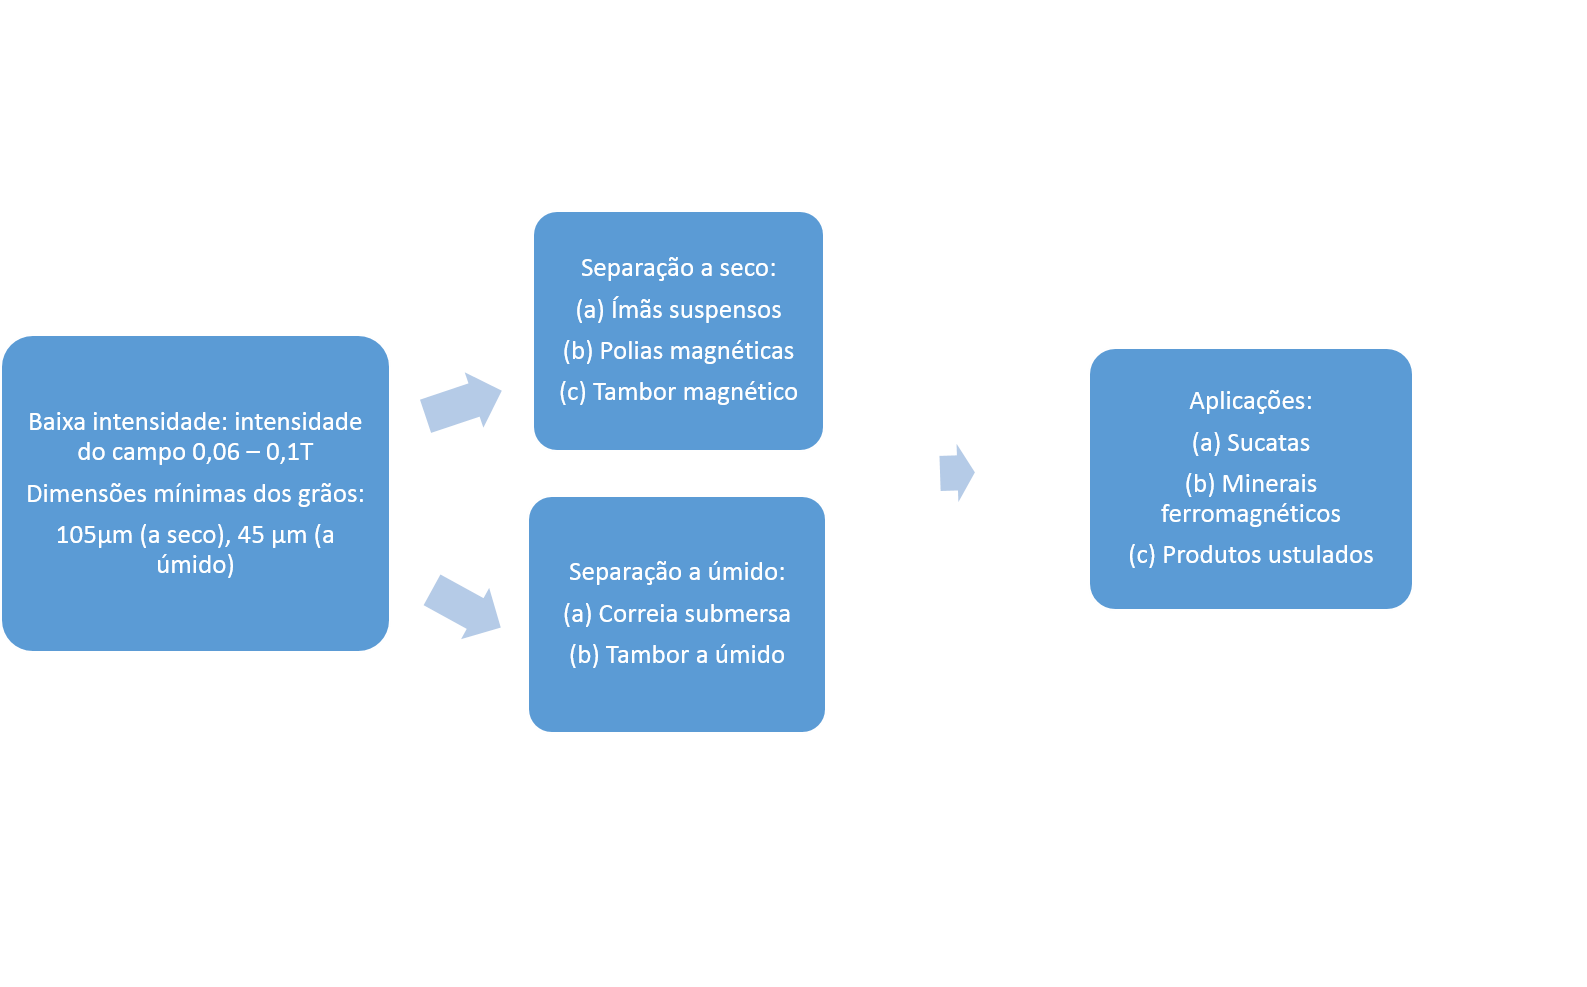 Baixa intensidade: intensidade
do campo 0,06 – 0,1T
Dimensões mínimas dos grãos:
105µm (a seco), 45 µm (a
úmido)
Separação a seco:
(a) Ímãs suspensos
(b) Polias magnéticas
(c) Tambor magnético
Separação a úmido:
(a) Correia submersa
(b) Tambor a úmido
Aplicações:
(a) Sucatas
(b) Minerais
ferromagnéticos
(c) Produtos ustulados